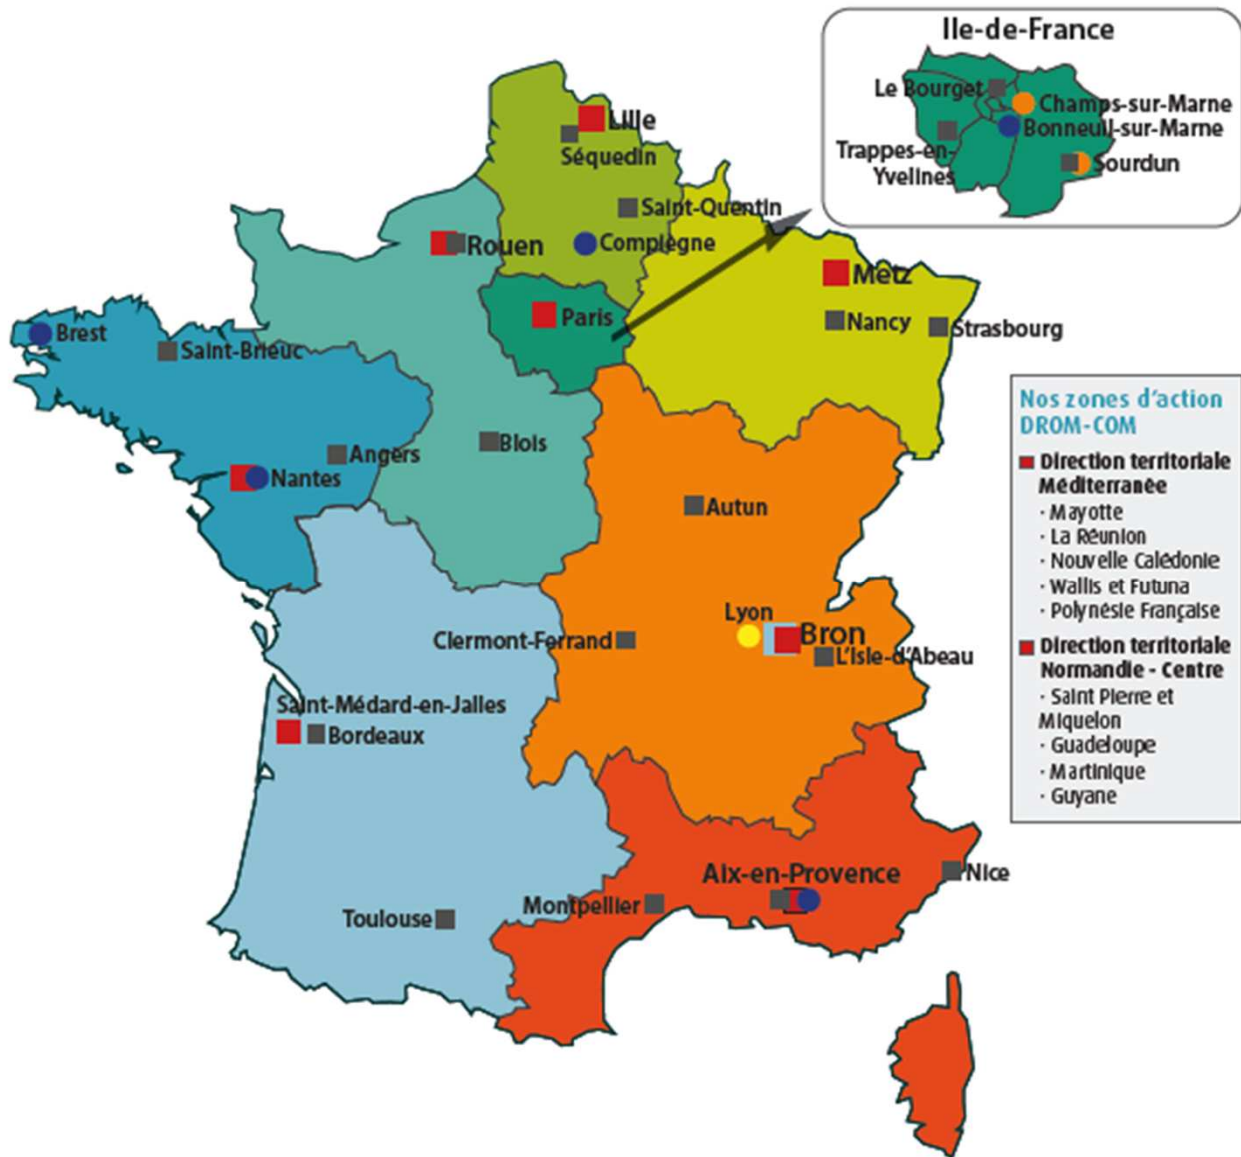 Ile-de-France
Le Bourget
Champs-sur-Marne
Bonneuil-sur-Marne
Trappes-en-
Yvelines
Sourdun
Lille
Séquedin
Saint-Quentin
Compiègne
Rouen
Metz
Paris
Nancy
Strasbourg
Brest
Saint-Brieuc
Blois
Angers
Nantes
Autun
Lyon
Bron
Clermont-Ferrand
L'Isle-d'Abeau
Saint-Médard-en-Jalles
Bordeaux
Aix-en-Provence
Nice
Montpellier
Toulouse
Nos zones d'action
DROM-COM
Direction territoriale
Méditerranée
· Mayotte
· La Réunion
· Nouvelle Calédonie
· Wallis et Futuna
· Polynésie Française
Direction territoriale
Normandie - Centre
· Saint Pierre et
Miquelon
· Guadeloupe
· Martinique
· Guyane